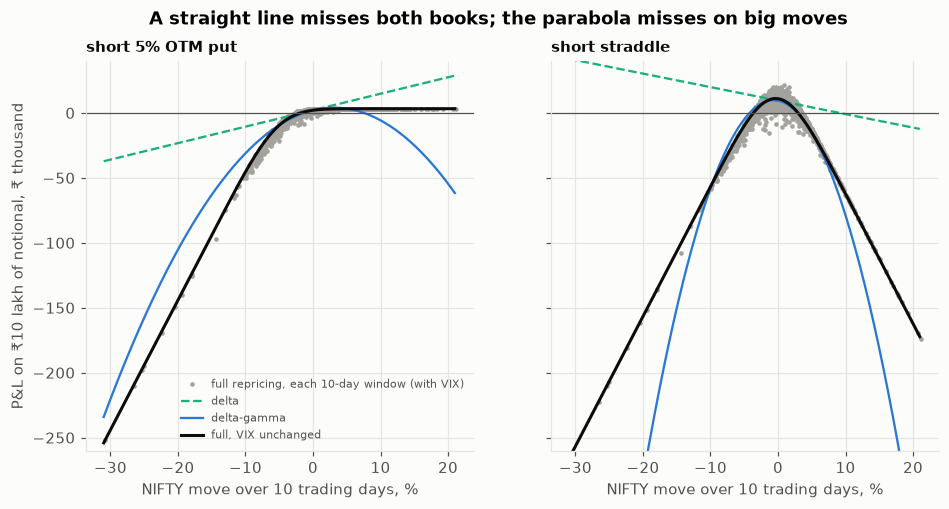 A straight line misses both books; the parabola misses on big moves
short 5% OTM put
P&L on ₹10 lakh of notional, ₹ thousand
0
−50
−100
−150
−200
−250
full repricing, each 10-day window (with VIX)
delta
delta-gamma
full, VIX unchanged
−30 −20 −10 0 10 20
NIFTY move over 10 trading days, %
short straddle
−30 −20 −10 0 10 20
NIFTY move over 10 trading days, %